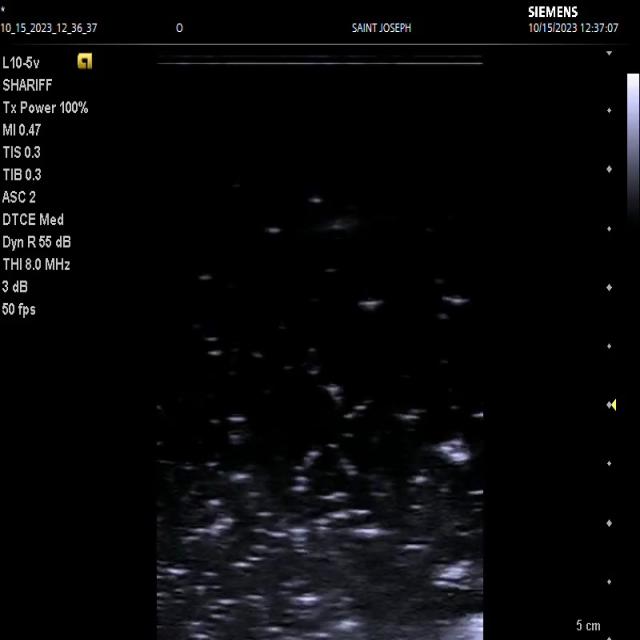 *
SIEMENS
10_15_2023_12_36_37 O SAINT JOSEPH 10/15/2023 12:37:07
L10-5v
SHARIFF
Tx Power 100%
MI 0.47
TIS 0.3
TIB 0.3
ASC 2
DTCE Med
Dyn R 55 dB
THI 8.0 MHz
3 dB
50 fps
5 cm